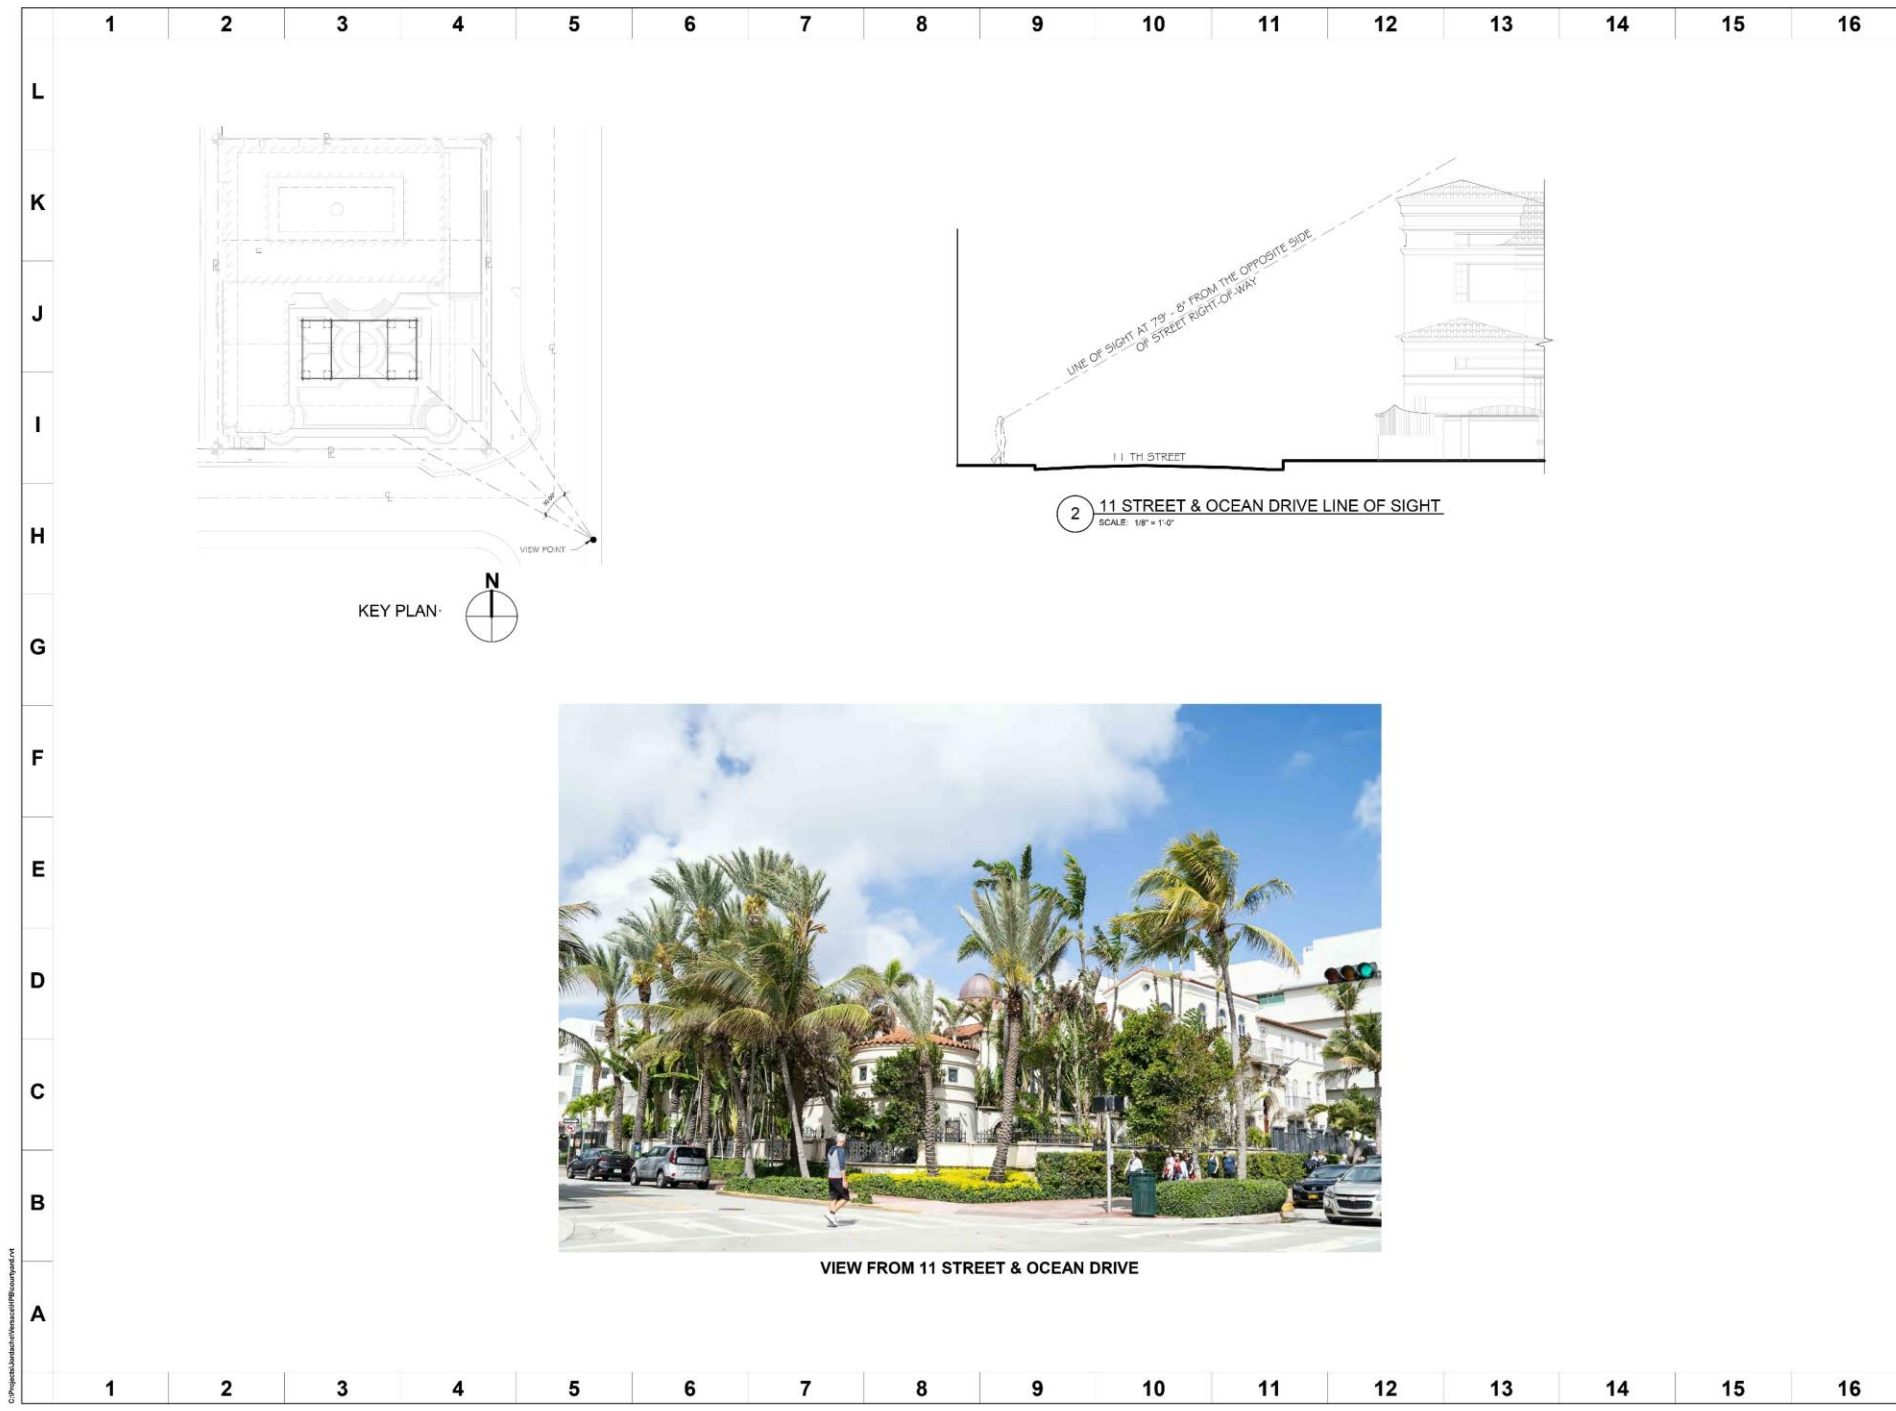 1 2 3 4 5 6 7 8 9 10 11 12 13 14 15 16
L
K
J
I
H
G
F
E
D
C
B
A
VIEW POINT
KEY PLAN
N
LINE OF SIGHT AT 79' - 8" FROM THE OPPOSITE SIDE
OF STREET RIGHT-OF-WAY
11 TH STREET
2
11 STREET & OCEAN DRIVE LINE OF SIGHT
SCALE: 1/8" = 1'-0"
VIEW FROM 11 STREET & OCEAN DRIVE
1 2 3 4 5 6 7 8 9 10 11 12 13 14 15 16